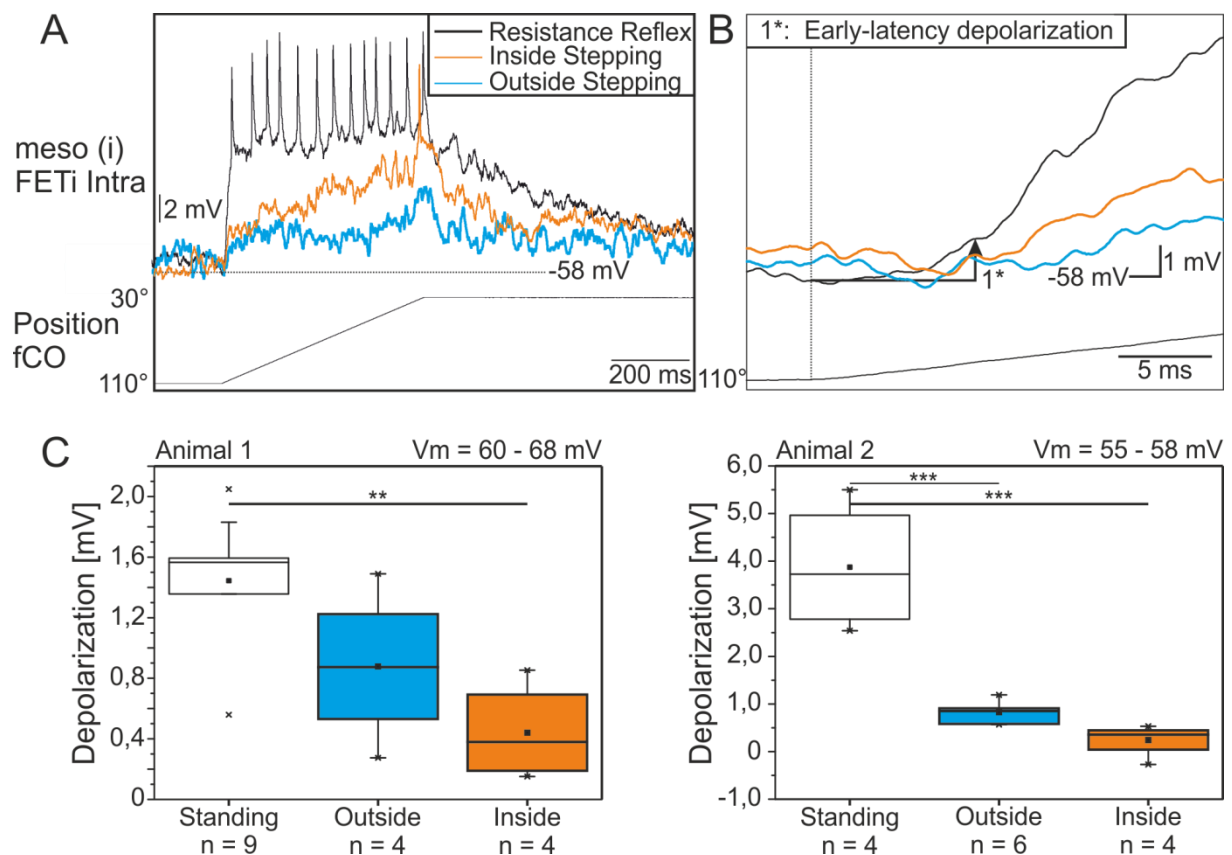 A
Resistance Reflex
Inside Stepping
Outside Stepping
meso (i)
FETi Intra
2 mV
-58 mV
30°
Position
fCO
110°
200 ms
B
1*: Early-latency depolarization
1*
-58 mV
1 mV
110°
5 ms
C
Animal 1
Vm = 60 - 68 mV
Depolarization [mV]
2,0
1,6
1,2
0,8
0,4
0
**
Standing
n = 9
Outside
n = 4
Inside
n = 4
Animal 2
Vm = 55 - 58 mV
Depolarization [mV]
6,0
5,0
4,0
3,0
2,0
1,0
0
-1,0
***
***
Standing
n = 4
Outside
n = 6
Inside
n = 4